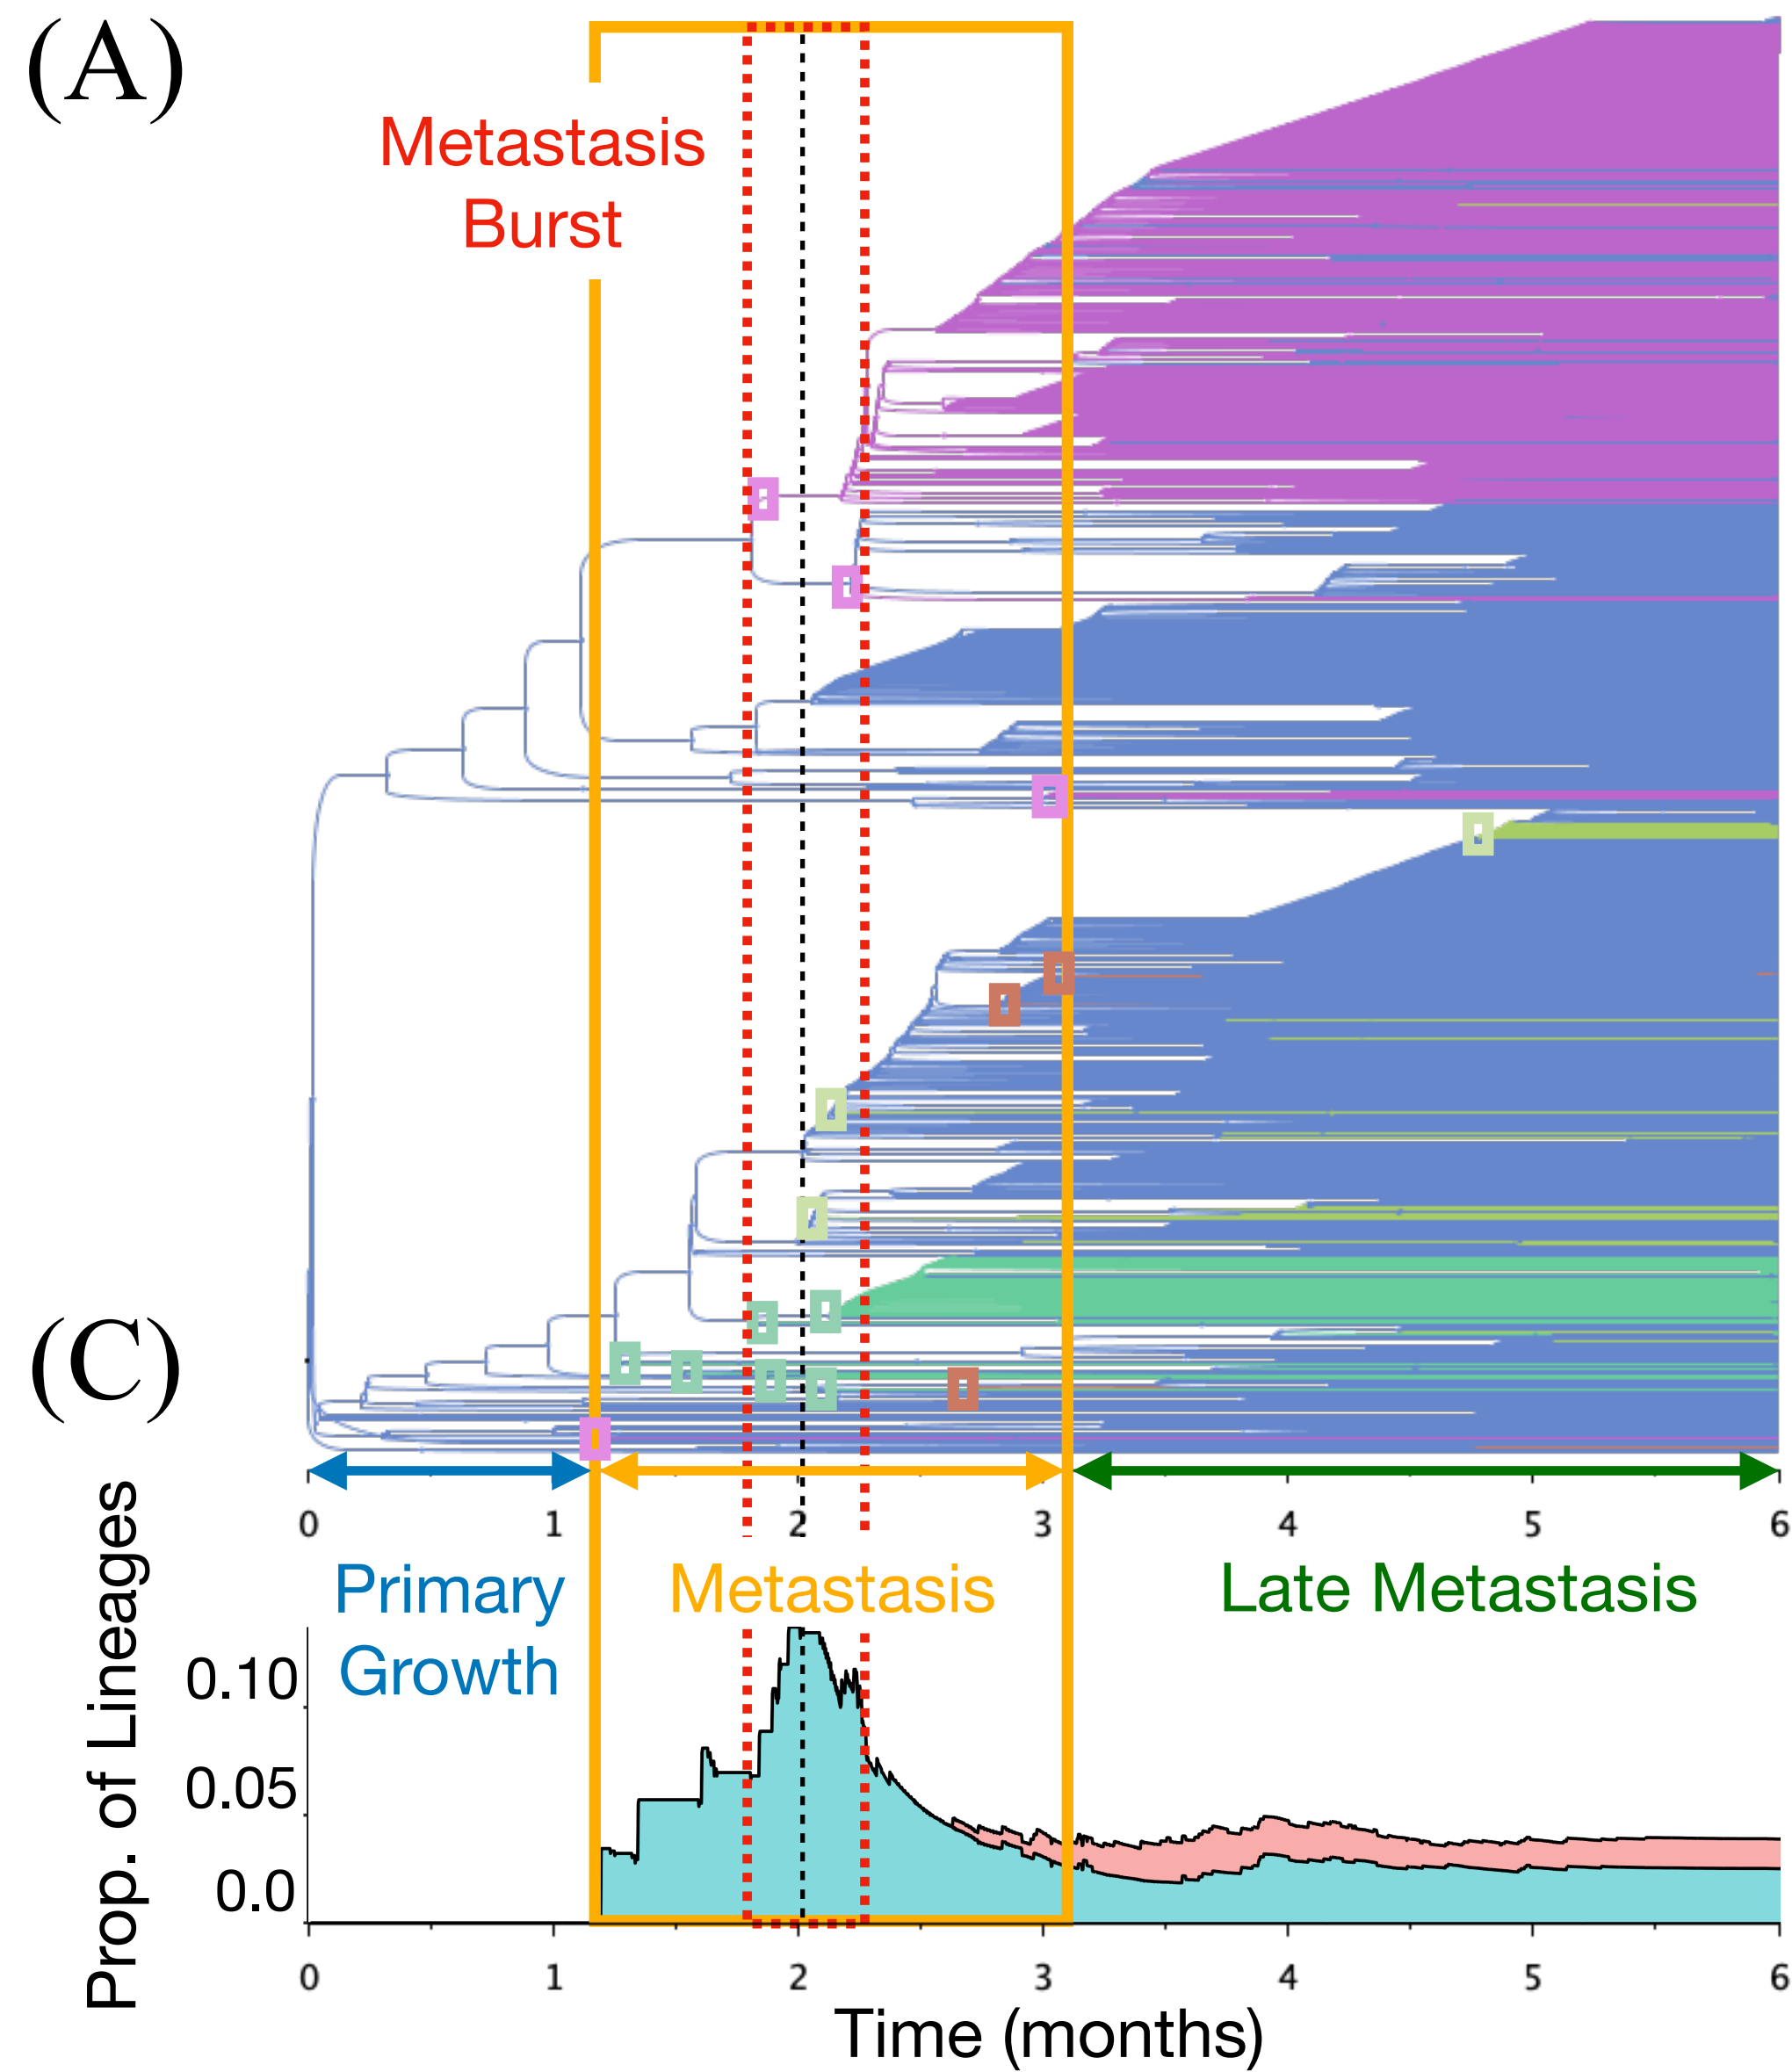 (A)
Metastasis
Burst
(C)
0 1 2 3 4 5 6
Primary
Growth
Metastasis
Late Metastasis
Prop. of Lineages
0.10
0.05
0.0
0 1 2 3 4 5 6
Time (months)